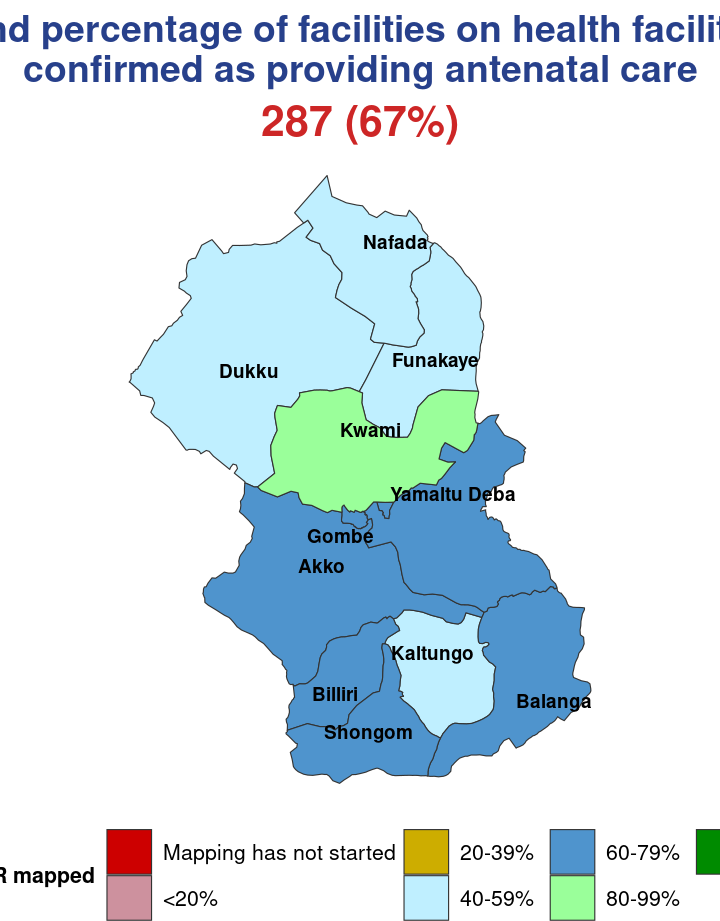 percentage of facilities on health
confirmed as providing antenatal care
287 (67%)
Nafada
Dukku
Funakaye
Kwami
Yamaltu Deba
Gombe
Akko
Kaltungo
Billiri
Balanga
Shongom
mapped
Mapping has not started
20-39%
60-79%
<20%
40-59%
80-99%